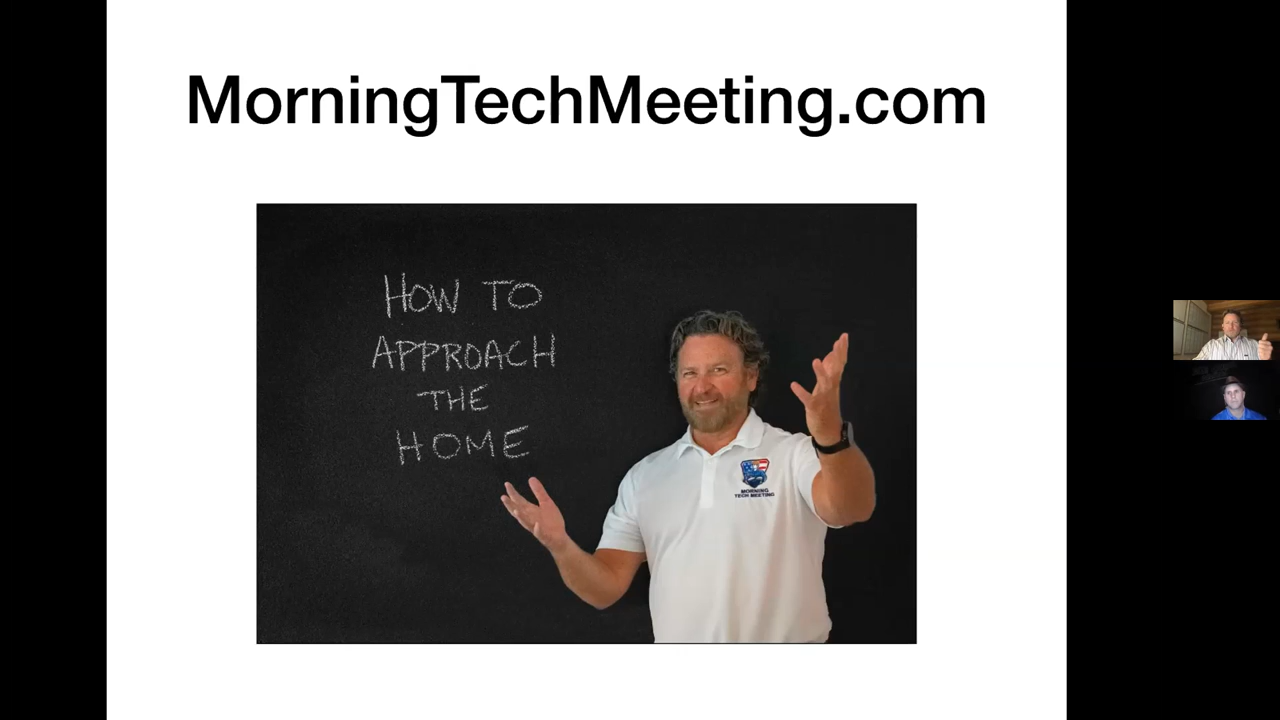 MorningTechMeeting.com
HOW TO
APPROACH
THE
HOME
MORNING
TECH MEETING